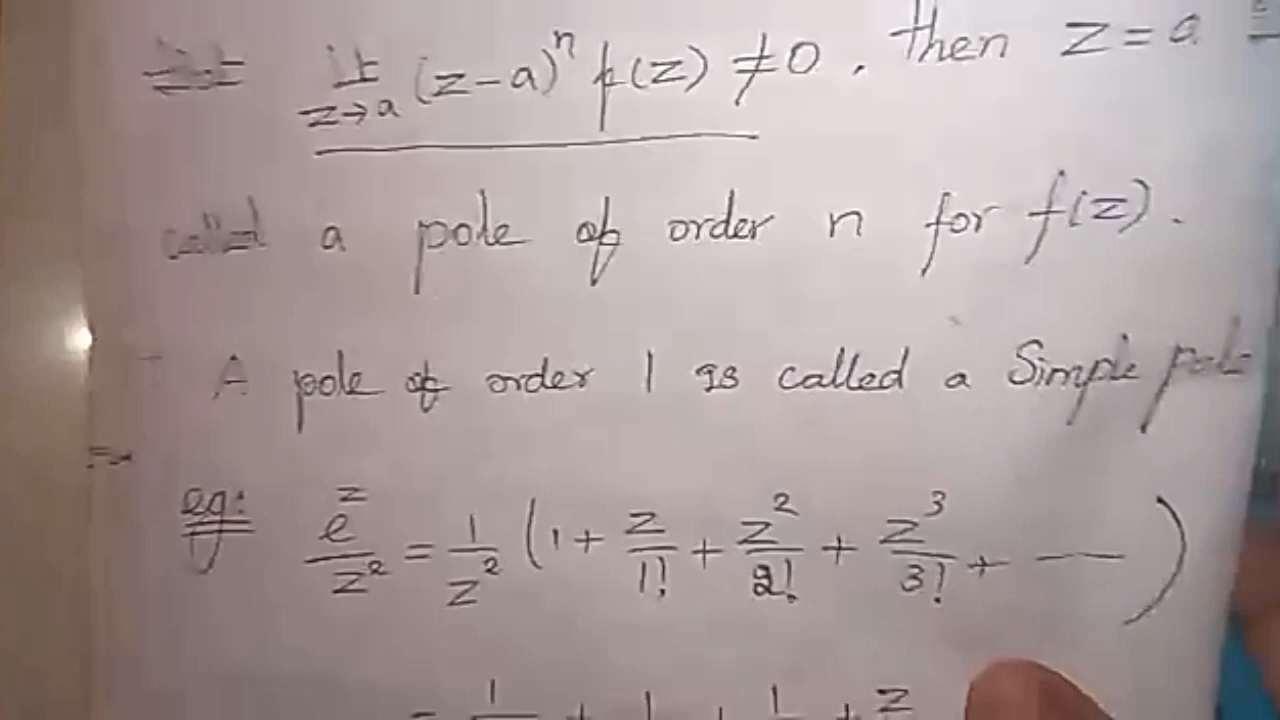 lt z→a (z-a)^n f(z) ≠ 0. then z = a
called a pole of order n for f(z).
A pole of order 1 is called a Simple pole
eg: e^z/z^2 = 1/z^2 (1 + z/1! + z^2/2! + z^3/3! + ——)